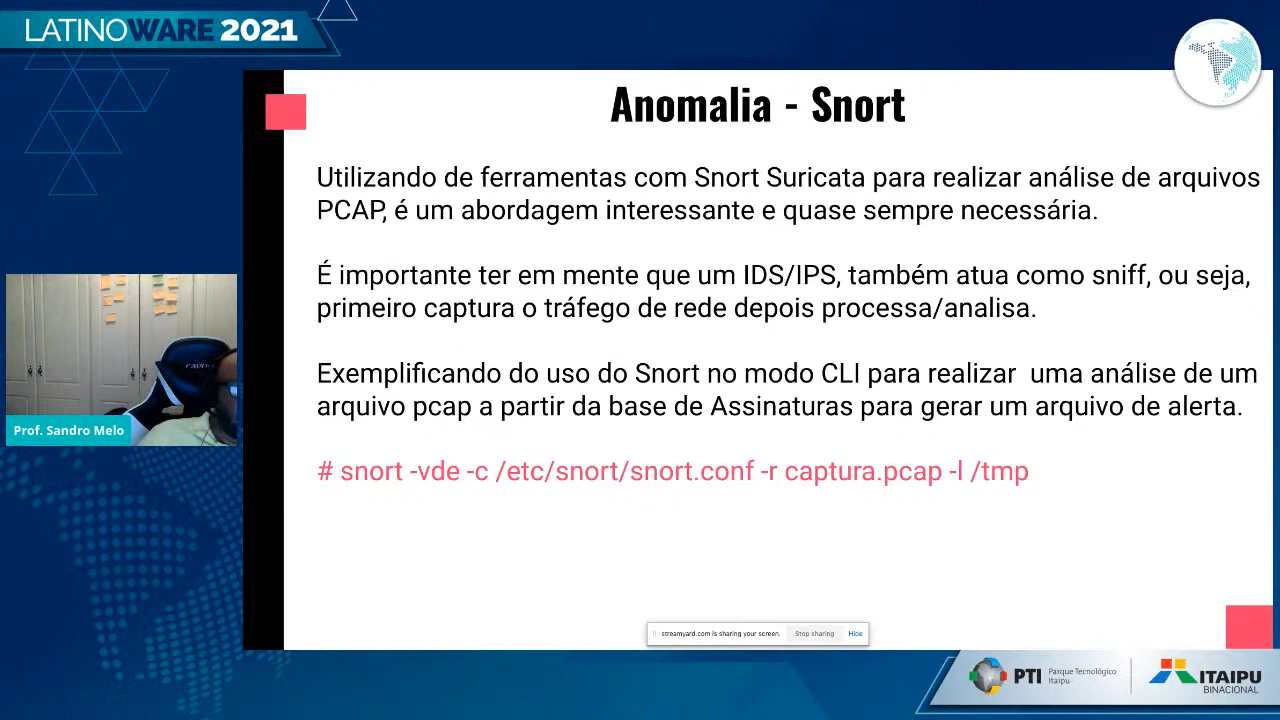 LATINOWARE 2021
Anomalia - Snort
Utilizando de ferramentas com Snort Suricata para realizar análise de arquivos
PCAP, é um abordagem interessante e quase sempre necessária.
É importante ter em mente que um IDS/IPS, também atua como sniff, ou seja,
primeiro captura o tráfego de rede depois processa/analisa.
Exemplificando do uso do Snort no modo CLI para realizar  uma análise de um
arquivo pcap a partir da base de Assinaturas para gerar um arquivo de alerta.
# snort -vde -c /etc/snort/snort.conf -r captura.pcap -l /tmp
Prof. Sandro Melo
streamyard.com is sharing your screen. Stop sharing Hide
PTI Parque Tecnológico
Itaipu
ITAIPU
BINACIONAL